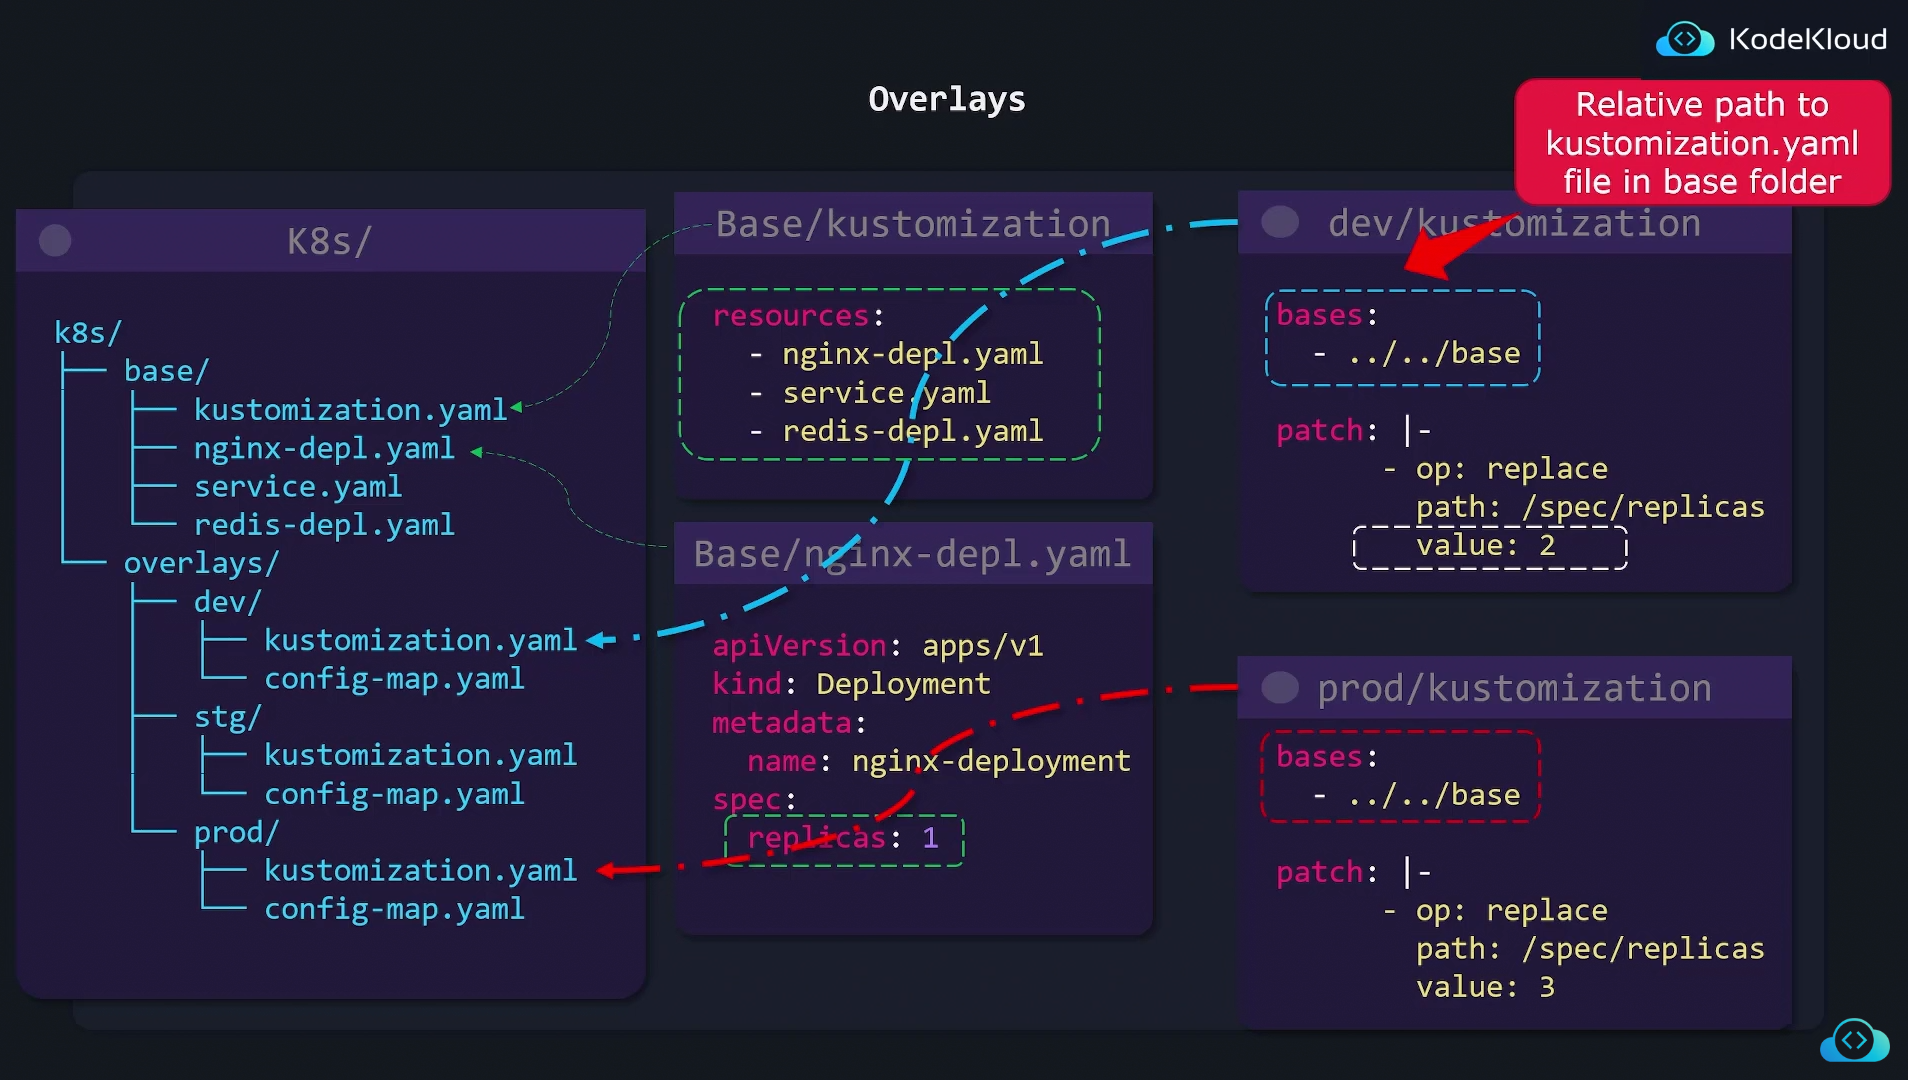 KodeKloud
Overlays
Relative path to
kustomization.yaml
file in base folder
K8s/
k8s/
base/
kustomization.yaml
nginx-depl.yaml
service.yaml
redis-depl.yaml
overlays/
dev/
kustomization.yaml
config-map.yaml
stg/
kustomization.yaml
config-map.yaml
prod/
kustomization.yaml
config-map.yaml
Base/kustomization
resources:
- nginx-depl.yaml
- service.yaml
- redis-depl.yaml
Base/nginx-depl.yaml
apiVersion: apps/v1
kind: Deployment
metadata:
name: nginx-deployment
spec:
replicas: 1
dev/kustomization
bases:
- ../../base
patch: |-
- op: replace
path: /spec/replicas
value: 2
prod/kustomization
bases:
- ../../base
patch: |-
- op: replace
path: /spec/replicas
value: 3